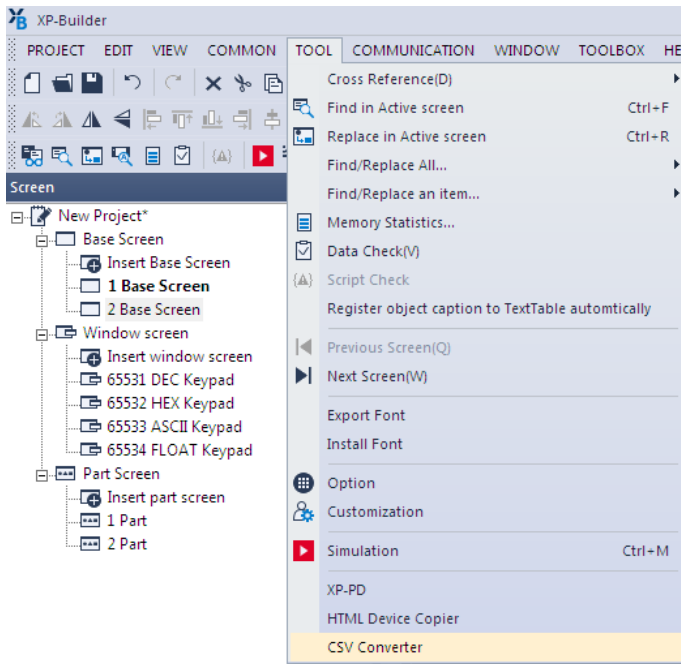 XP-Builder
PROJECT EDIT VIEW COMMON TOOL COMMUNICATION WINDOW TOOLBOX HE
Cross Reference(D)
Find in Active screen Ctrl+F
Replace in Active screen Ctrl+R
Find/Replace All...
Find/Replace an item...
Memory Statistics...
Data Check(V)
Script Check
Register object caption to TextTable automtically
Previous Screen(Q)
Next Screen(W)
Export Font
Install Font
Option
Customization
Simulation Ctrl+M
XP-PD
HTML Device Copier
CSV Converter
Screen
New Project*
Base Screen
Insert Base Screen
1 Base Screen
2 Base Screen
Window screen
Insert window screen
65531 DEC Keypad
65532 HEX Keypad
65533 ASCII Keypad
65534 FLOAT Keypad
Part Screen
Insert part screen
1 Part
2 Part